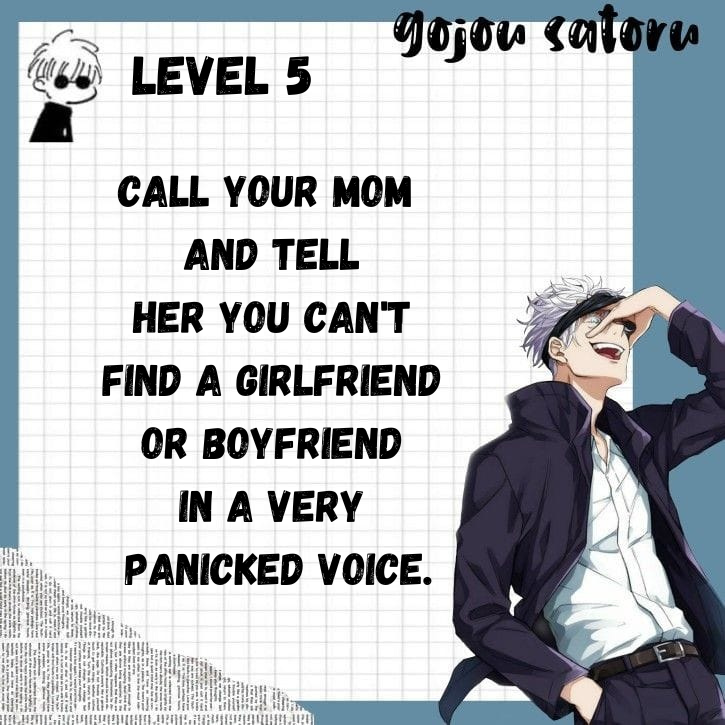 gojou satoru
LEVEL 5
CALL YOUR MOM
AND TELL
HER YOU CAN'T
FIND A GIRLFRIEND
OR BOYFRIEND
IN A VERY
PANICKED VOICE.